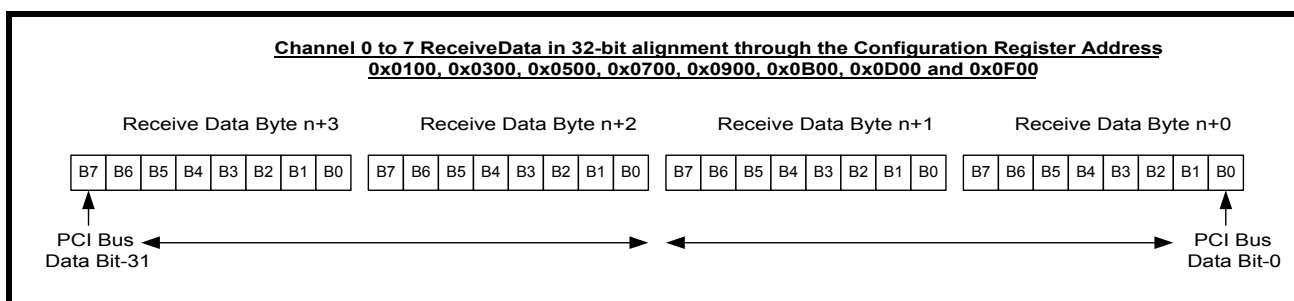 Channel 0 to 7 ReceiveData in 32-bit alignment through the Configuration Register Address
0x0100, 0x0300, 0x0500, 0x0700, 0x0900, 0x0B00, 0x0D00 and 0x0F00
Receive Data Byte n+3 Receive Data Byte n+2 Receive Data Byte n+1 Receive Data Byte n+0
B7 B6 B5 B4 B3 B2 B1 B0 B7 B6 B5 B4 B3 B2 B1 B0 B7 B6 B5 B4 B3 B2 B1 B0 B7 B6 B5 B4 B3 B2 B1 B0
PCI Bus PCI Bus
Data Bit-31 Data Bit-0